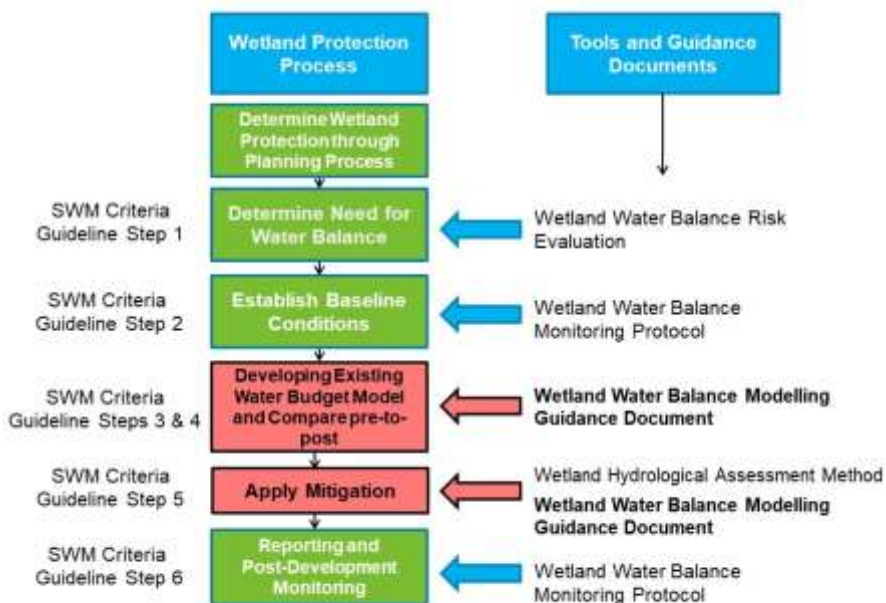 Wetland Protection
Process
Tools and Guidance
Documents
Determine Wetland
Protection through
Planning Process
SWM Criteria
Guideline Step 1
Determine Need for
Water Balance
Wetland Water Balance Risk
Evaluation
SWM Criteria
Guideline Step 2
Establish Baseline
Conditions
Wetland Water Balance
Monitoring Protocol
SWM Criteria
Guideline Steps 3 & 4
Developing Existing
Water Budget Model
and Compare pre-to-
post
Wetland Water Balance Modelling
Guidance Document
SWM Criteria
Guideline Step 5
Apply Mitigation
Wetland Hydrological Assessment Method
Wetland Water Balance Modelling
Guidance Document
SWM Criteria
Guideline Step 6
Reporting and
Post-Development
Monitoring
Wetland Water Balance
Monitoring Protocol